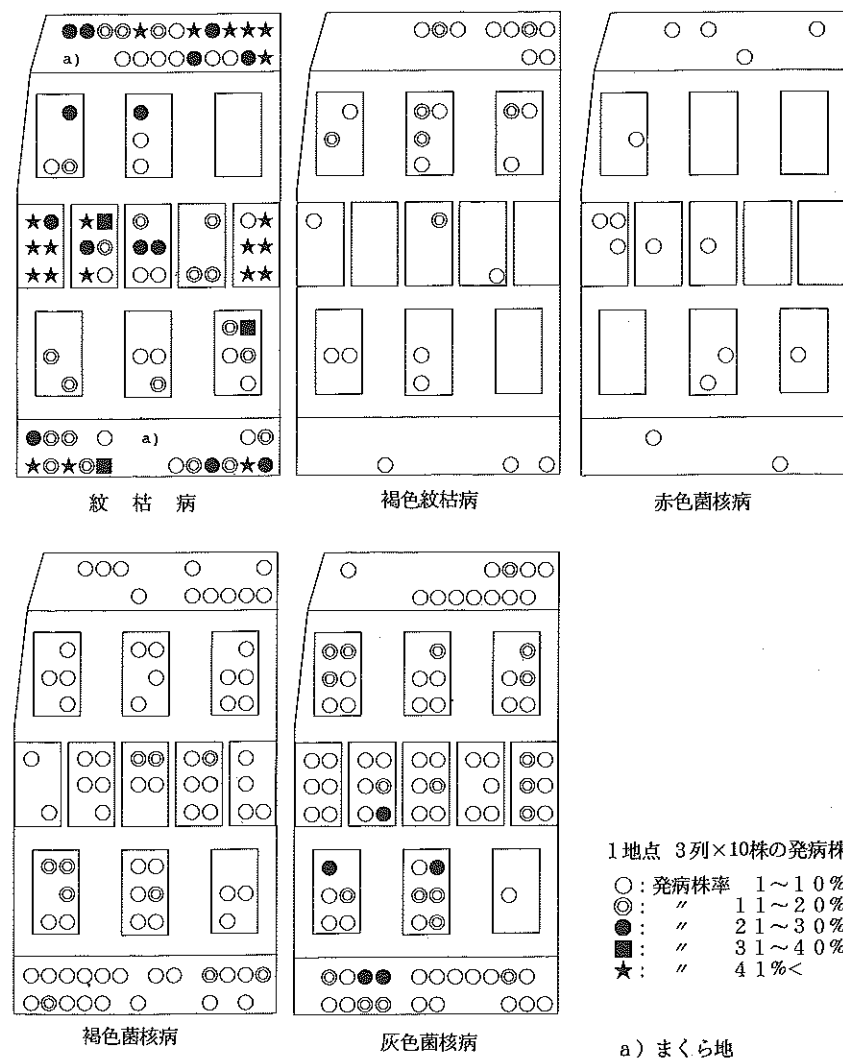 a)
a)
紋枯病
褐色紋枯病
赤色菌核病
褐色菌核病
灰色菌核病
1地点 3列×10株の発病株
○：発病株率 1～10%
◎： 〃 11～20%
●： 〃 21～30%
■： 〃 31～40%
★： 〃 41%<
a）まくら地